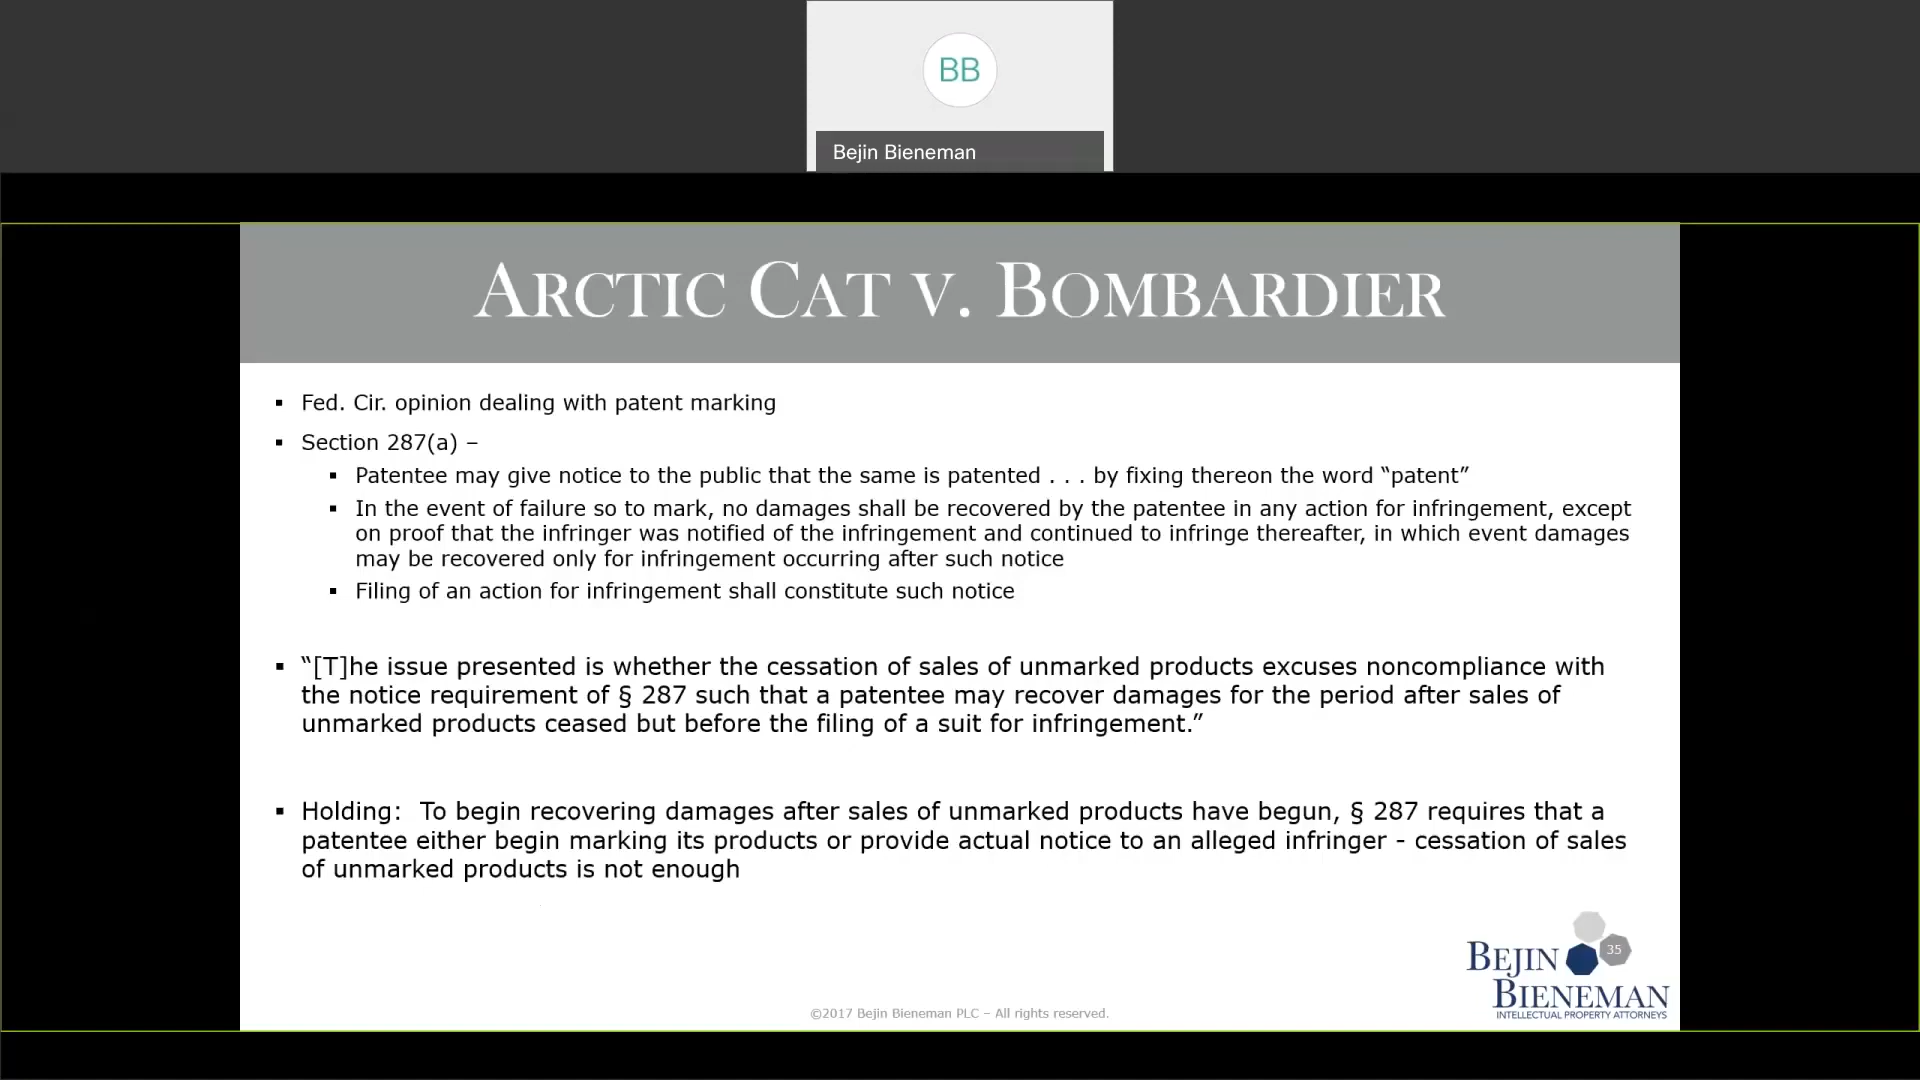 BB
Bejin Bieneman
ARCTIC CAT V. BOMBARDIER
▪ Fed. Cir. opinion dealing with patent marking
▪ Section 287(a) –
▪ Patentee may give notice to the public that the same is patented . . . by fixing thereon the word “patent”
▪ In the event of failure so to mark, no damages shall be recovered by the patentee in any action for infringement, except
on proof that the infringer was notified of the infringement and continued to infringe thereafter, in which event damages
may be recovered only for infringement occurring after such notice
▪ Filing of an action for infringement shall constitute such notice
▪ “[T]he issue presented is whether the cessation of sales of unmarked products excuses noncompliance with
the notice requirement of § 287 such that a patentee may recover damages for the period after sales of
unmarked products ceased but before the filing of a suit for infringement.”
▪ Holding: To begin recovering damages after sales of unmarked products have begun, § 287 requires that a
patentee either begin marking its products or provide actual notice to an alleged infringer - cessation of sales
of unmarked products is not enough
35
BEJIN
BIENEMAN
INTELLECTUAL PROPERTY ATTORNEYS
©2017 Bejin Bieneman PLC – All rights reserved.